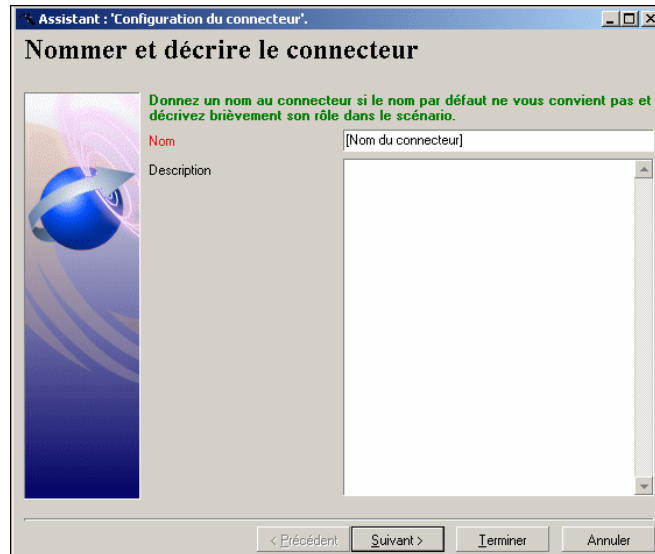 Assistant : 'Configuration du connecteur'.
Nommer et décrire le connecteur
Donnez un nom au connecteur si le nom par défaut ne vous convient pas et
décrivez brièvement son rôle dans le scénario.
Nom
[Nom du connecteur]
Description
< Précédent
Suivant >
Terminer
Annuler